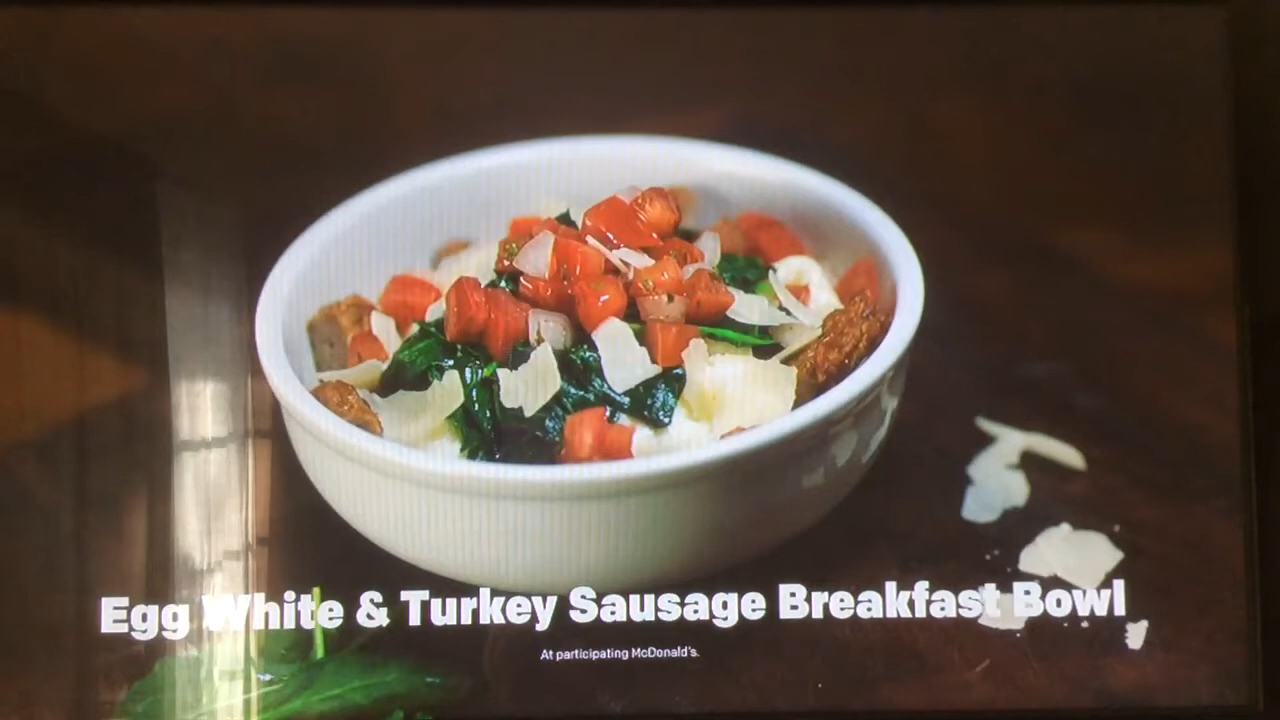 Egg White & Turkey Sausage Breakfast Bowl
At participating McDonald's.